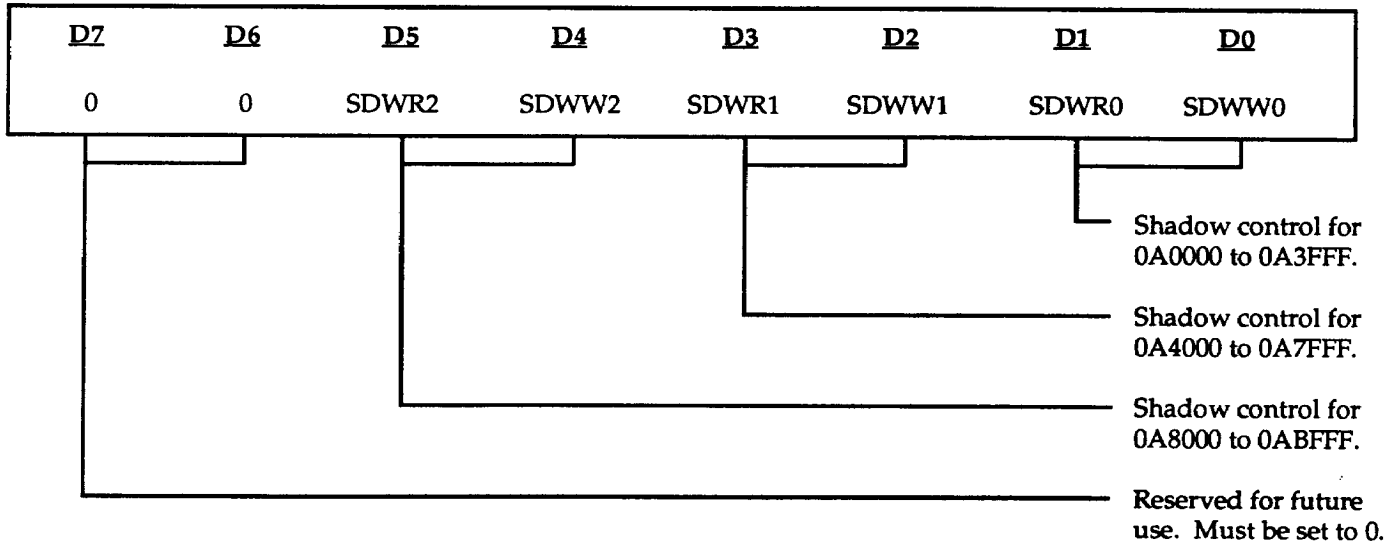 D7 D6 D5 D4 D3 D2 D1 D0
0 0 SDWR2 SDWW2 SDWR1 SDWW1 SDWR0 SDWW0
Shadow control for
0A0000 to 0A3FFF.
Shadow control for
0A4000 to 0A7FFF.
Shadow control for
0A8000 to 0ABFFF.
Reserved for future
use. Must be set to 0.